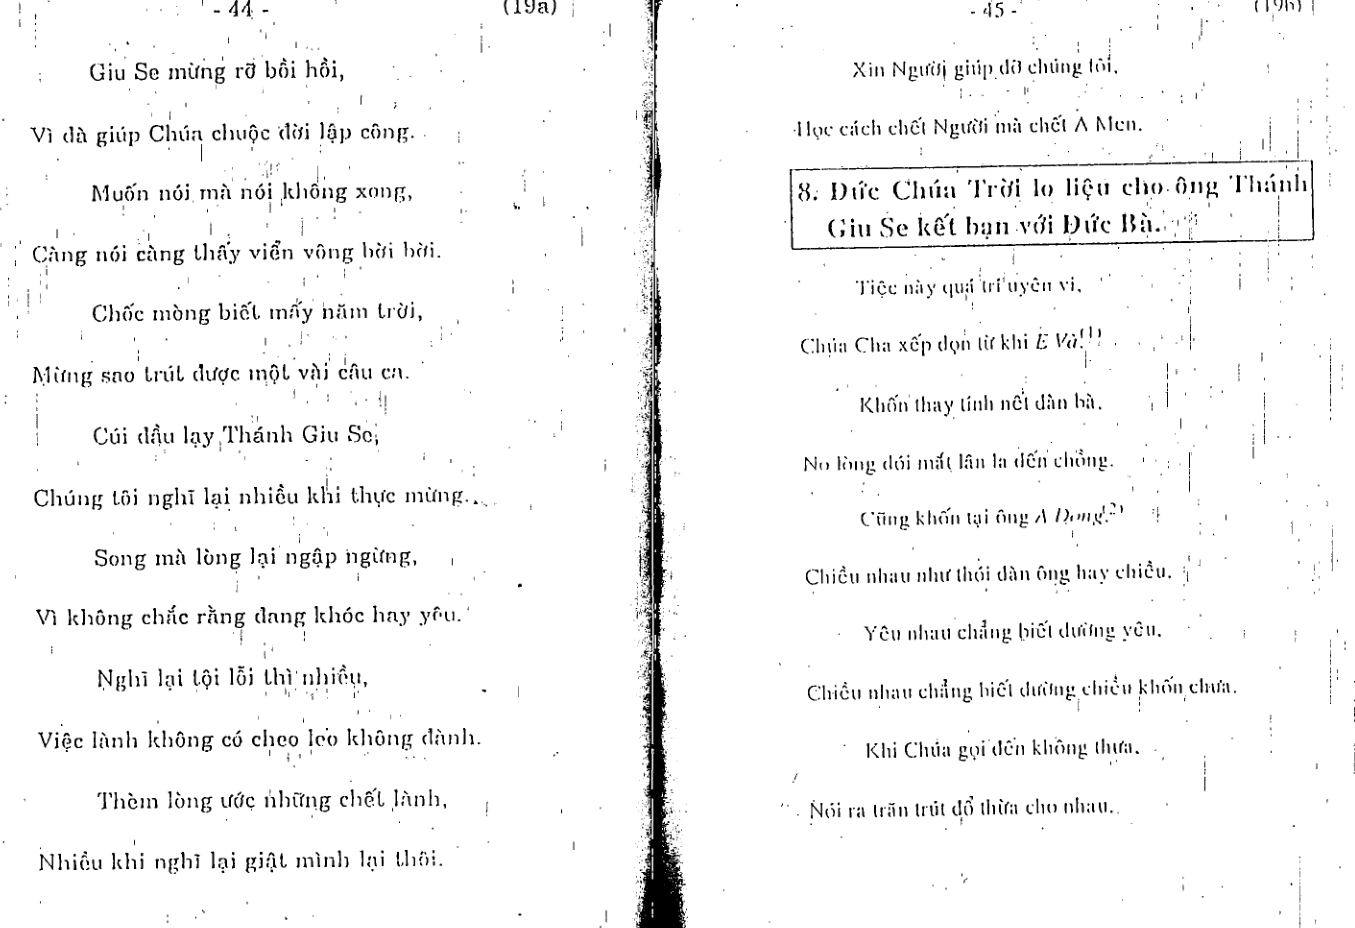 - 44 -
(19a)
Giu Se mừng rỡ bồi hồi,
Vì đã giúp Chúa chuộc đời lập công.
Muốn nói mà nói không xong,
Càng nói càng thấy viển vông bời bời.
Chốc mòng biết mấy năm trời,
Mừng sao trút được một vài câu ca.
Cúi đầu lạy Thánh Giu Se,
Chúng tôi nghĩ lại nhiều khi thực mừng...
Song mà lòng lại ngập ngừng,
Vì không chắc rằng đang khóc hay yêu.
Nghĩ lại tội lỗi thì nhiều,
Việc lành không có cheo leo không đành.
Thèm lòng ước những chết lành,
Nhiều khi nghĩ lại giật mình lại thôi.
- 45 -
(19b)
Xin Người giúp đỡ chúng tôi,
Học cách chết Người mà chết A Men.
8. Đức Chúa Trời lo liệu cho ông Thánh
Giu Se kết bạn với Đức Bà.
Tiệc này quá trí uyên vi,
Chúa Cha xếp dọn từ khi E Và.(1)
Khốn thay tính nết đàn bà,
No lòng đói mắt lân la đến chồng.
Cũng khốn tại ông A Dong.(2)
Chiều nhau như thói đàn ông hay chiều.
Yêu nhau chẳng biết đường yêu,
Chiều nhau chẳng biết đường chiều khốn chưa.
Khi Chúa gọi đến không thưa,
Nói ra trăn trút đổ thừa cho nhau.